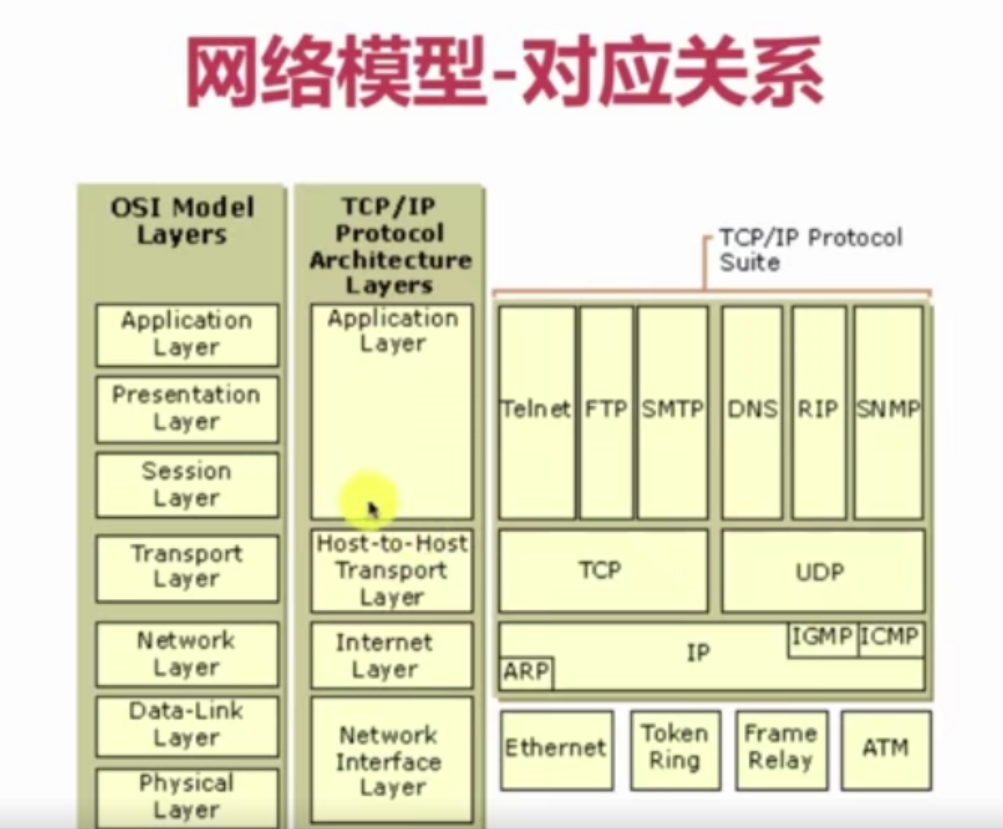 网络模型-对应关系
OSI Model
Layers
Application
Layer
Presentation
Layer
Session
Layer
Transport
Layer
Network
Layer
Data-Link
Layer
Physical
Layer
TCP/IP
Protocol
Architecture
Layers
Application
Layer
Host-to-Host
Transport
Layer
Internet
Layer
Network
Interface
Layer
TCP/IP Protocol
Suite
Telnet
FTP
SMTP
DNS
RIP
SNMP
TCP
UDP
IP
IGMP
ICMP
ARP
Ethernet
Token
Ring
Frame
Relay
ATM